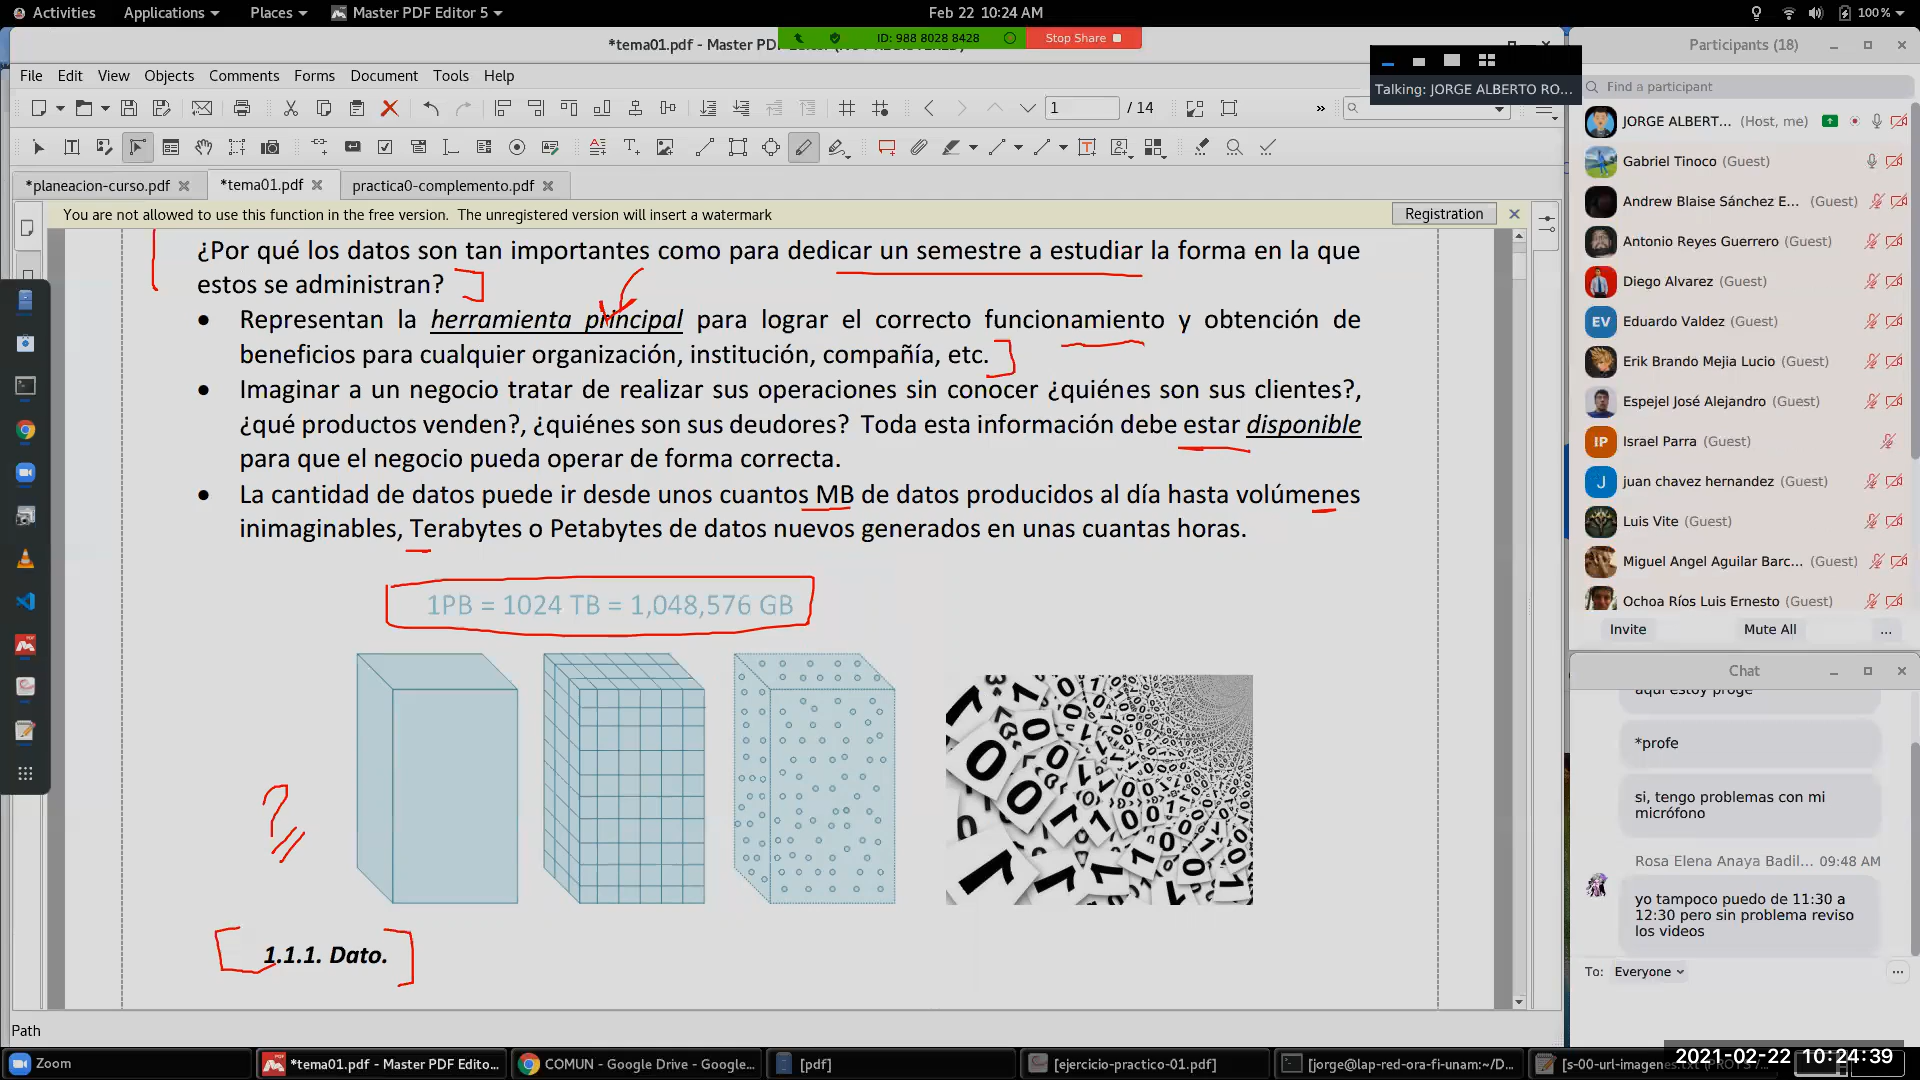 Activities Applications Places Master PDF Editor 5 Feb 22 10:24 AM 100%
*tema01.pdf - Master PD
ID: 988 8028 8428 Stop Share
File Edit View Objects Comments Forms Document Tools Help
1 / 14
Talking: JORGE ALBERTO RO...
*planeacion-curso.pdf *tema01.pdf practica0-complemento.pdf
You are not allowed to use this function in the free version. The unregistered version will insert a watermark Registration
¿Por qué los datos son tan importantes como para dedicar un semestre a estudiar la forma en la que
estos se administran?
● Representan la herramienta principal para lograr el correcto funcionamiento y obtención de
beneficios para cualquier organización, institución, compañía, etc.
● Imaginar a un negocio tratar de realizar sus operaciones sin conocer ¿quiénes son sus clientes?,
¿qué productos venden?, ¿quiénes son sus deudores? Toda esta información debe estar disponible
para que el negocio pueda operar de forma correcta.
● La cantidad de datos puede ir desde unos cuantos MB de datos producidos al día hasta volúmenes
inimaginables, Terabytes o Petabytes de datos nuevos generados en unas cuantas horas.
1PB = 1024 TB = 1,048,576 GB
?
1.1.1. Dato.
Path
Participants (18)
Find a participant
JORGE ALBERT... (Host, me)
Gabriel Tinoco (Guest)
Andrew Blaise Sánchez E... (Guest)
Antonio Reyes Guerrero (Guest)
Diego Alvarez (Guest)
EV Eduardo Valdez (Guest)
Erik Brando Mejia Lucio (Guest)
Espejel José Alejandro (Guest)
IP Israel Parra (Guest)
J juan chavez hernandez (Guest)
Luis Vite (Guest)
Miguel Angel Aguilar Barc... (Guest)
Ochoa Ríos Luis Ernesto (Guest)
Invite Mute All ...
Chat
aqui estoy proge
*profe
si, tengo problemas con mi
micrófono
Rosa Elena Anaya Badil... 09:48 AM
yo tampoco puedo de 11:30 a
12:30 pero sin problema reviso
los videos
To: Everyone
Zoom *tema01.pdf - Master PDF Edito... COMUN - Google Drive - Google... [pdf] [ejercicio-practico-01.pdf] [jorge@lap-red-ora-fi-unam:~/D...
2021-02-22 10:24:39